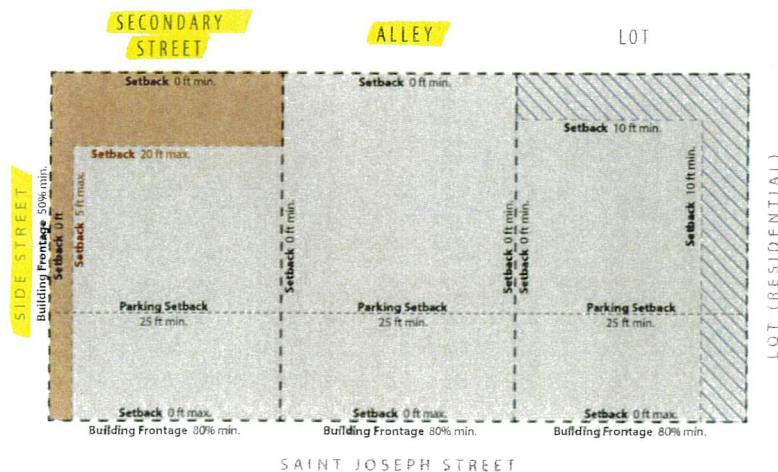 SECONDARY
STREET
ALLEY
LOT
Setback 0 ft min.
Setback 0 ft min.
Setback 10 ft min.
Setback 20 ft max.
SIDE STREET
Building Frontage 50% min.
Setback 0 ft
Setback 5 ft max.
Setback 0 ft min.
Setback 0 ft min.
Setback 0 ft min.
Setback 10 ft min.
LOT (RESIDENTIAL)
Parking Setback
25 ft min.
Parking Setback
25 ft min.
Parking Setback
25 ft min.
Setback 0 ft max.
Setback 0 ft max.
Setback 0 ft max.
Building Frontage 80% min.
Building Frontage 80% min.
Building Frontage 80% min.
SAINT JOSEPH STREET